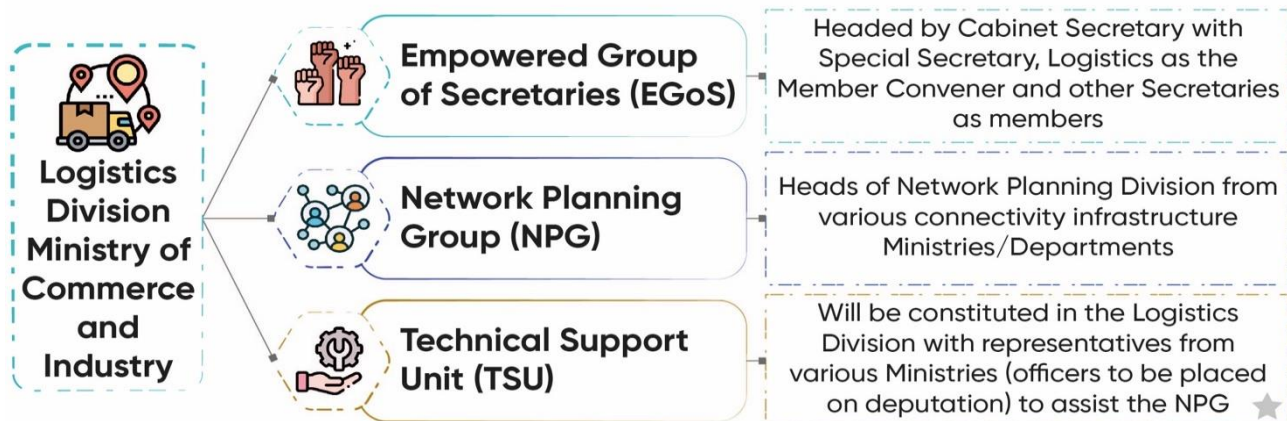 Logistics
Division
Ministry of
Commerce
and
Industry
Empowered Group
of Secretaries (EGoS)
Headed by Cabinet Secretary with
Special Secretary, Logistics as the
Member Convener and other Secretaries
as members
Network Planning
Group (NPG)
Heads of Network Planning Division from
various connectivity infrastructure
Ministries/Departments
Technical Support
Unit (TSU)
Will be constituted in the Logistics
Division with representatives from
various Ministries (officers to be placed
on deputation) to assist the NPG